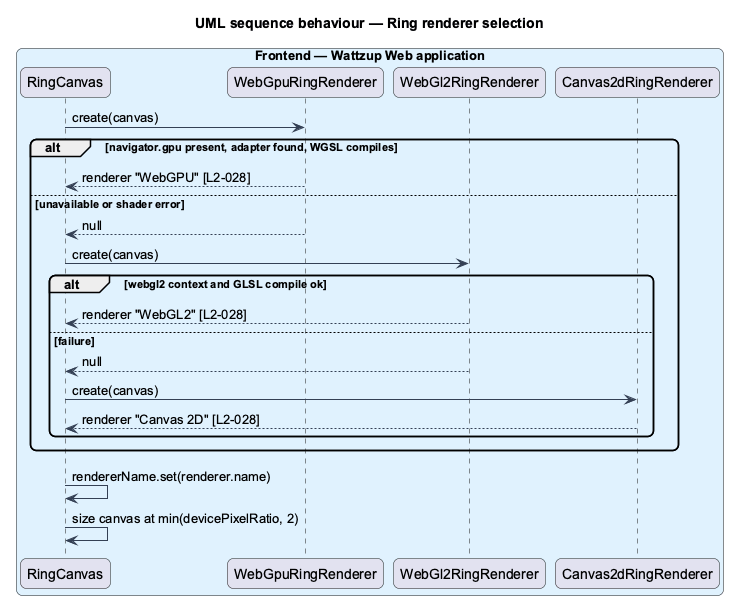 UML sequence behaviour — Ring renderer selection
Frontend — Wattzup Web application
RingCanvas
WebGpuRingRenderer
WebGl2RingRenderer
Canvas2dRingRenderer
create(canvas)
alt
[navigator.gpu present, adapter found, WGSL compiles]
renderer "WebGPU" [L2-028]
[unavailable or shader error]
null
create(canvas)
alt
[webgl2 context and GLSL compile ok]
renderer "WebGL2" [L2-028]
[failure]
null
create(canvas)
renderer "Canvas 2D" [L2-028]
rendererName.set(renderer.name)
size canvas at min(devicePixelRatio, 2)
RingCanvas
WebGpuRingRenderer
WebGl2RingRenderer
Canvas2dRingRenderer